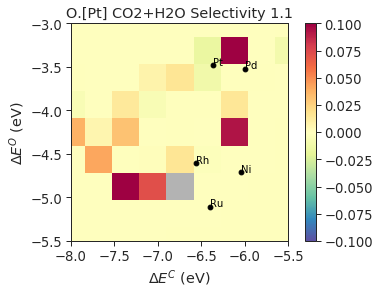 O.[Pt] CO2+H2O Selectivity 1.1
ΔE^O (eV)
-3.0
-3.5
-4.0
-4.5
-5.0
-5.5
Pt
Pd
Rh
Ni
Ru
-8.0 -7.5 -7.0 -6.5 -6.0 -5.5
ΔE^C (eV)
0.100
0.075
0.050
0.025
0.000
-0.025
-0.050
-0.075
-0.100